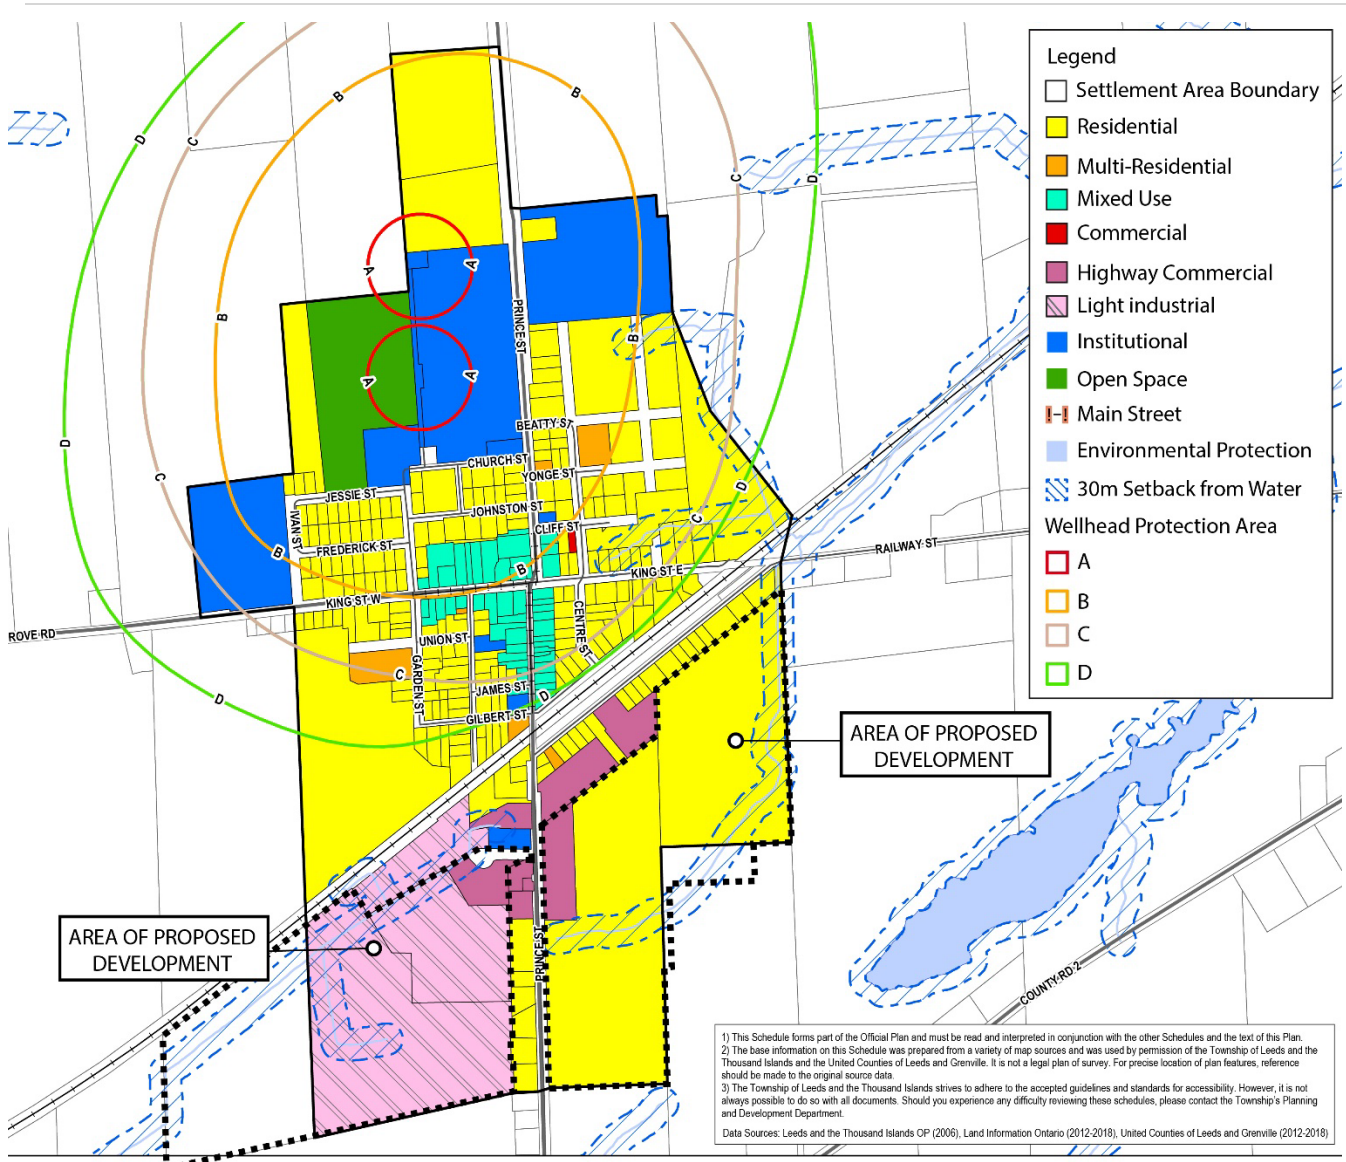 Legend
Settlement Area Boundary
Residential
Multi-Residential
Mixed Use
Commercial
Highway Commercial
Light industrial
Institutional
Open Space
Main Street
Environmental Protection
30m Setback from Water
Wellhead Protection Area
A
B
C
D
B
B
D
C
C
D
A
A
PRINCE ST
B
B
A
A
D
BEATTY ST
CHURCH ST
YONGE ST
C
D
JESSIE ST
JOHNSTON ST
IVAN ST
CLIFF ST
C
FREDERICK ST
RAILWAY ST
B
B
KING ST E
KING ST W
ROVE RD
CENTRE ST
UNION ST
GARDEN ST
C
JAMES ST
D
D
GILBERT ST
AREA OF PROPOSED
DEVELOPMENT
AREA OF PROPOSED
DEVELOPMENT
PRINCE ST
COUNTY RD 2
1) This Schedule forms part of the Official Plan and must be read and interpreted in conjunction with the other Schedules and the text of this Plan.
2) The base information on this Schedule was prepared from a variety of map sources and was used by permission of the Township of Leeds and the
Thousand Islands and the United Counties of Leeds and Grenville. It is not a legal plan of survey. For precise location of plan features, reference
should be made to the original source data.
3) The Township of Leeds and the Thousand Islands strives to adhere to the accepted guidelines and standards for accessibility. However, it is not
always possible to do so with all documents. Should you experience any difficulty reviewing these schedules, please contact the Township's Planning
and Development Department.
Data Sources: Leeds and the Thousand Islands OP (2006), Land Information Ontario (2012-2018), United Counties of Leeds and Grenville (2012-2018)